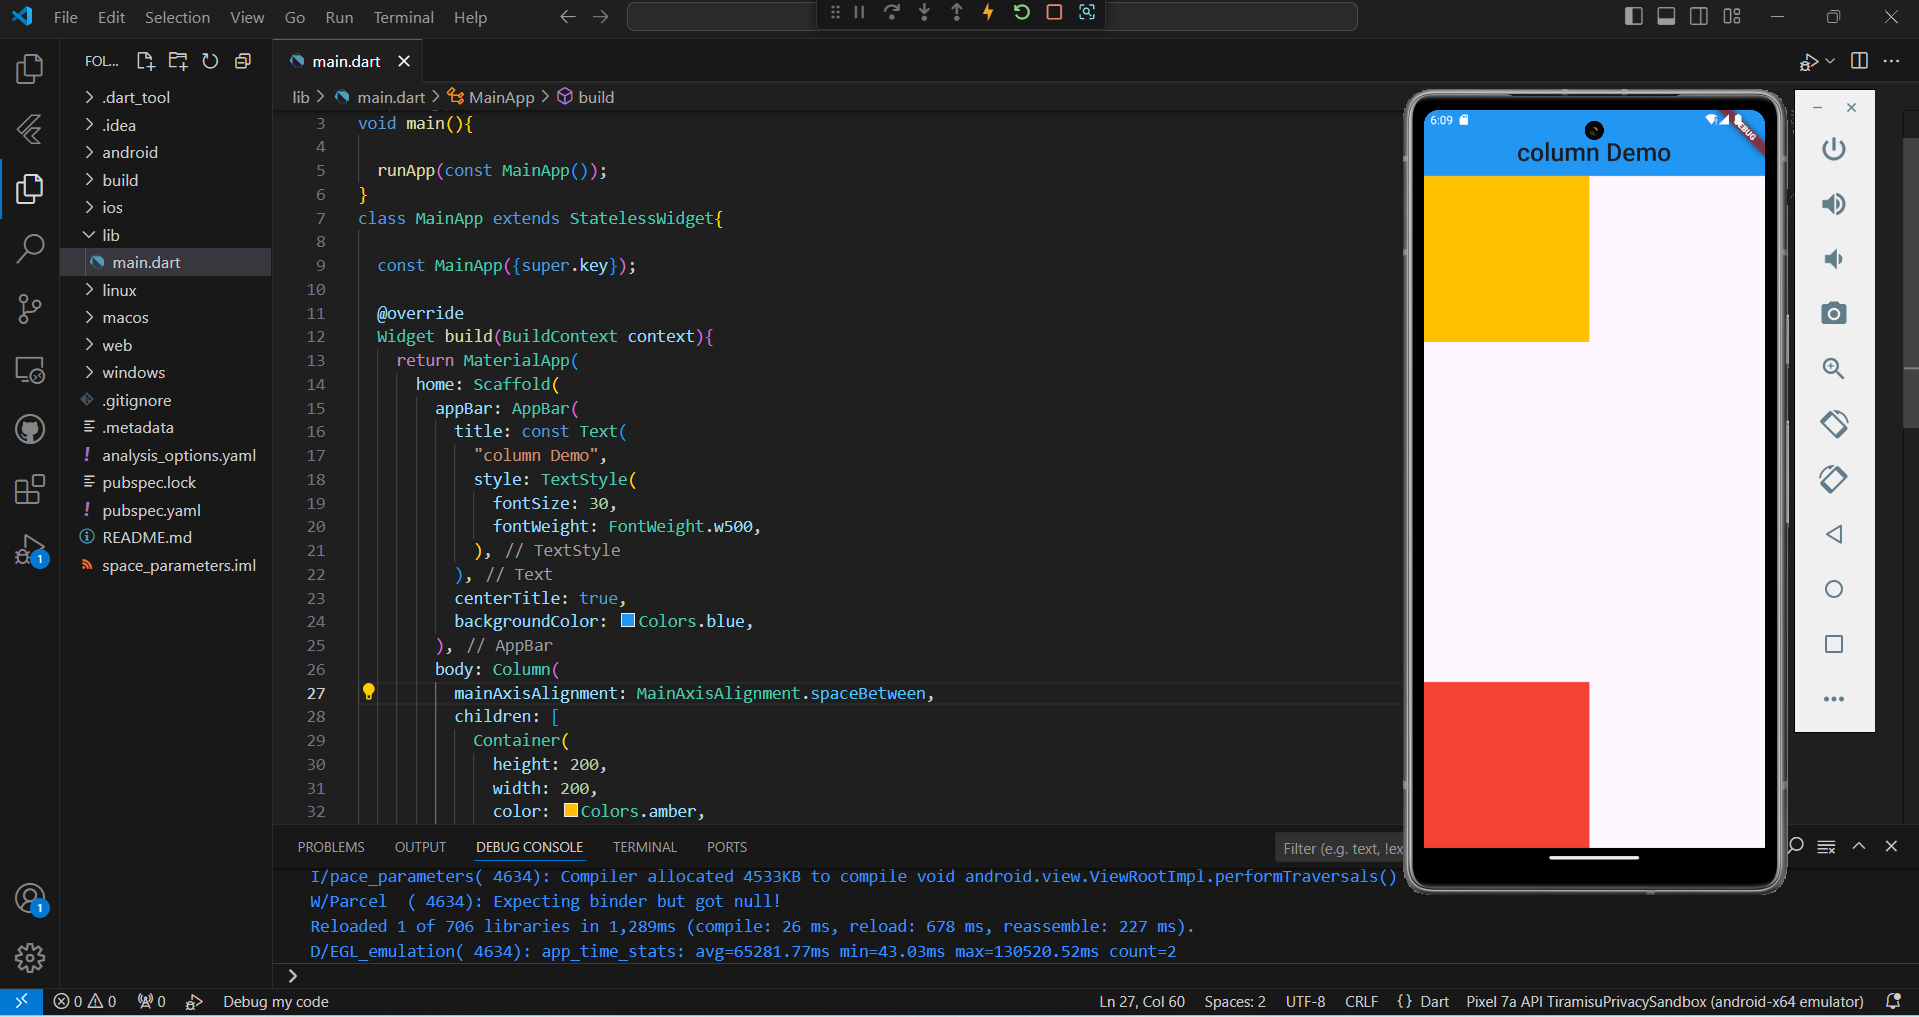 File Edit Selection View Go Run Terminal Help
FOL...
.dart_tool
.idea
android
build
ios
lib
main.dart
linux
macos
web
windows
.gitignore
.metadata
analysis_options.yaml
pubspec.lock
pubspec.yaml
README.md
space_parameters.iml
1
1
main.dart
lib > main.dart > MainApp > build
3 void main(){
4
5 runApp(const MainApp());
6 }
7 class MainApp extends StatelessWidget{
8
9 const MainApp({super.key});
10
11 @override
12 Widget build(BuildContext context){
13 return MaterialApp(
14 home: Scaffold(
15 appBar: AppBar(
16 title: const Text(
17 "column Demo",
18 style: TextStyle(
19 fontSize: 30,
20 fontWeight: FontWeight.w500,
21 ), // TextStyle
22 ), // Text
23 centerTitle: true,
24 backgroundColor: Colors.blue,
25 ), // AppBar
26 body: Column(
27 mainAxisAlignment: MainAxisAlignment.spaceBetween,
28 children: [
29 Container(
30 height: 200,
31 width: 200,
32 color: Colors.amber,
6:09
DEBUG
column Demo
PROBLEMS OUTPUT DEBUG CONSOLE TERMINAL PORTS
Filter (e.g. text, !ex
I/pace_parameters( 4634): Compiler allocated 4533KB to compile void android.view.ViewRootImpl.performTraversals()
W/Parcel ( 4634): Expecting binder but got null!
Reloaded 1 of 706 libraries in 1,289ms (compile: 26 ms, reload: 678 ms, reassemble: 227 ms).
D/EGL_emulation( 4634): app_time_stats: avg=65281.77ms min=43.03ms max=130520.52ms count=2
>
0 0 0 Debug my code
Ln 27, Col 60 Spaces: 2 UTF-8 CRLF {} Dart Pixel 7a API TiramisuPrivacySandbox (android-x64 emulator)